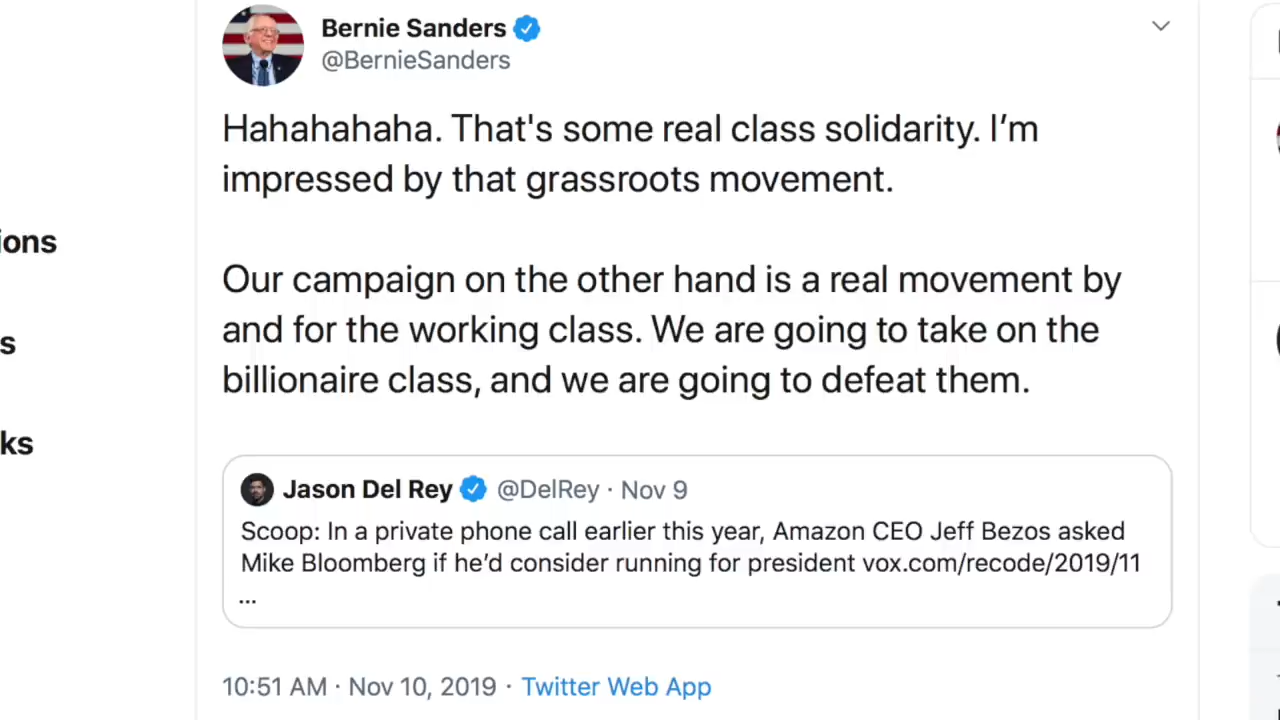 Bernie Sanders
@BernieSanders
Hahahahaha. That's some real class solidarity. I’m
impressed by that grassroots movement.
ions
Our campaign on the other hand is a real movement by
and for the working class. We are going to take on the
s
billionaire class, and we are going to defeat them.
ks
Jason Del Rey @DelRey · Nov 9
Scoop: In a private phone call earlier this year, Amazon CEO Jeff Bezos asked
Mike Bloomberg if he’d consider running for president vox.com/recode/2019/11
...
10:51 AM · Nov 10, 2019 · Twitter Web App